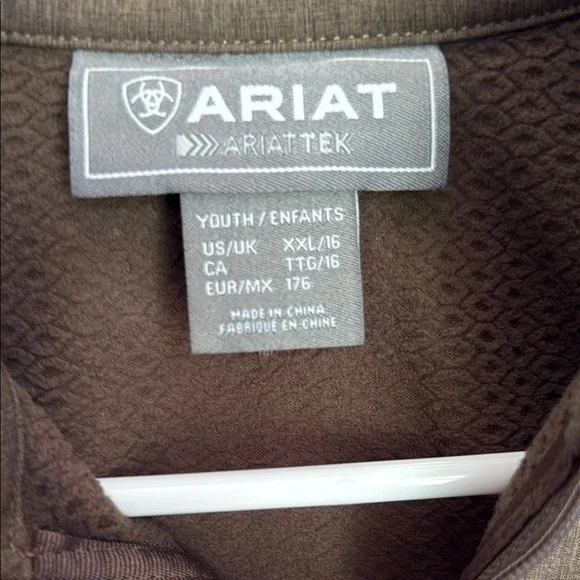 ARIAT
ARIATTEK
YOUTH / ENFANTS
US/UK XXL/16
CA TTG/16
EUR/MX 176
MADE IN CHINA
FABRIQUÉ EN CHINE